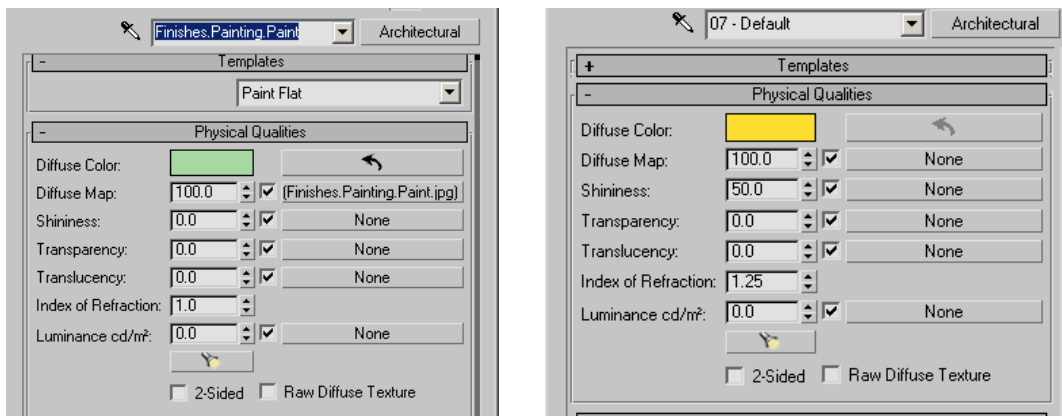 Finishes.Painting.Paint
Architectural
- Templates
Paint Flat
- Physical Qualities
Diffuse Color:
Diffuse Map: 100.0 (Finishes.Painting.Paint.jpg)
Shininess: 0.0 None
Transparency: 0.0 None
Translucency: 0.0 None
Index of Refraction: 1.0
Luminance cd/m²: 0.0 None
2-Sided Raw Diffuse Texture
07 - Default
Architectural
+ Templates
- Physical Qualities
Diffuse Color:
Diffuse Map: 100.0 None
Shininess: 50.0 None
Transparency: 0.0 None
Translucency: 0.0 None
Index of Refraction: 1.25
Luminance cd/m²: 0.0 None
2-Sided Raw Diffuse Texture